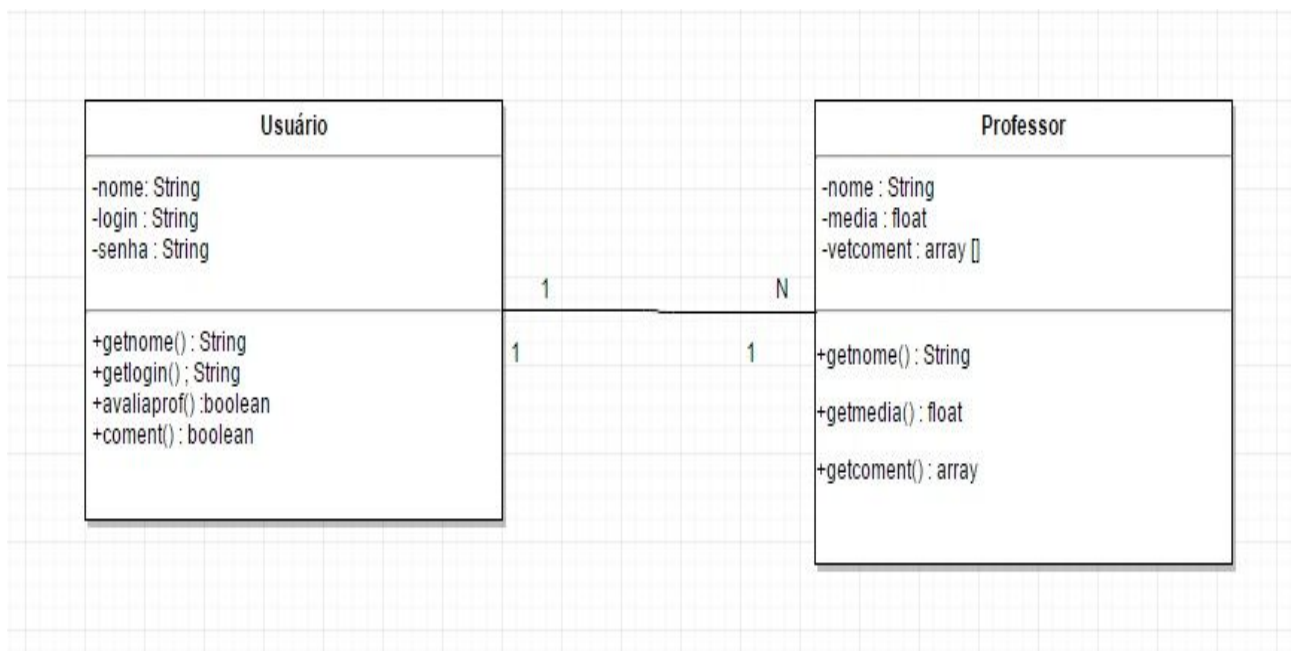 Usuário
-nome: String
-login : String
-senha : String
+getnome() : String
+getlogin() ; String
+avaliaprof() :boolean
+coment() : boolean
1
N
1
1
Professor
-nome : String
-media : float
-vetcoment : array []
+getnome() : String
+getmedia() : float
+getcoment() : array